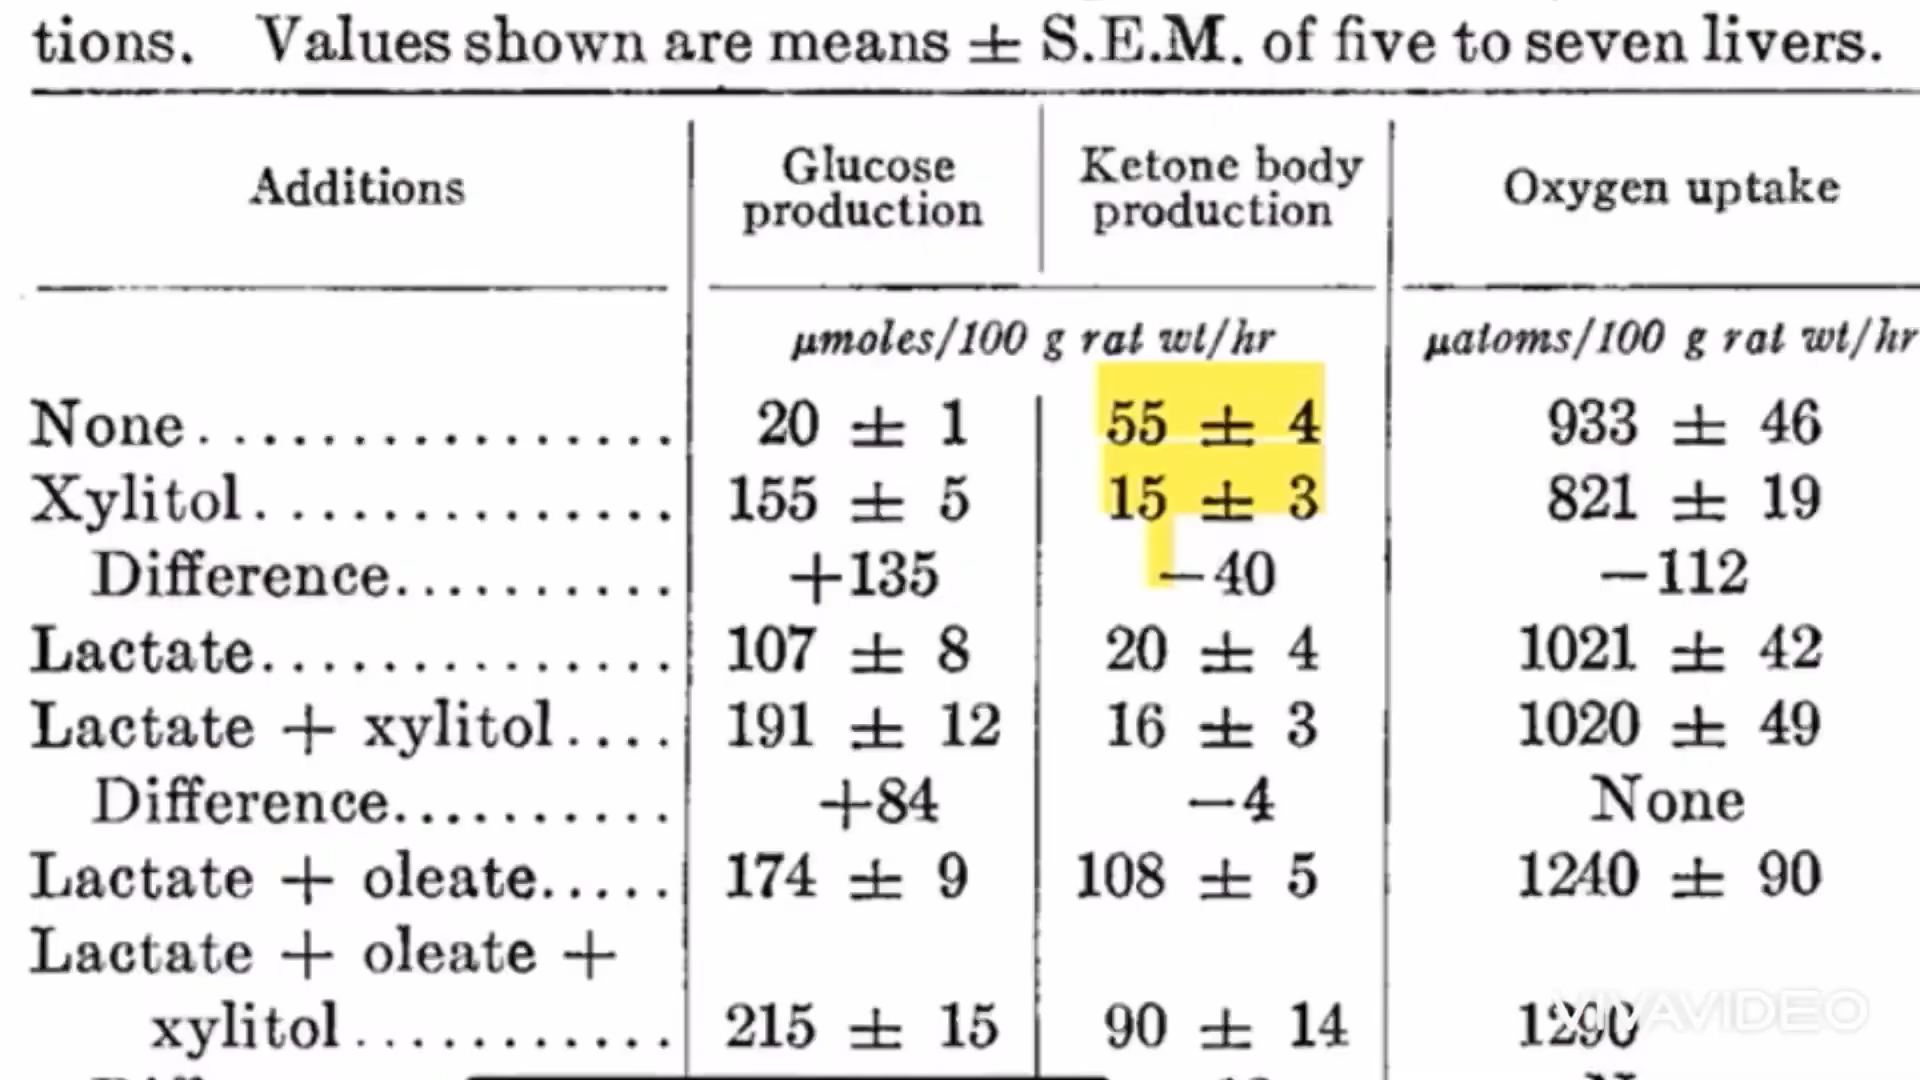 tions. Values shown are means ± S.E.M. of five to seven livers.
Additions Glucose production Ketone body production Oxygen uptake
μmoles/100 g rat wt/hr μatoms/100 g rat wt/hr
None.................. 20 ± 1 55 ± 4 933 ± 46
Xylitol................ 155 ± 5 15 ± 3 821 ± 19
Difference.......... +135 −40 −112
Lactate................ 107 ± 8 20 ± 4 1021 ± 42
Lactate + xylitol.... 191 ± 12 16 ± 3 1020 ± 49
Difference.......... +84 −4 None
Lactate + oleate..... 174 ± 9 108 ± 5 1240 ± 90
Lactate + oleate +
xylitol............ 215 ± 15 90 ± 14 1290
VIVAVIDEO